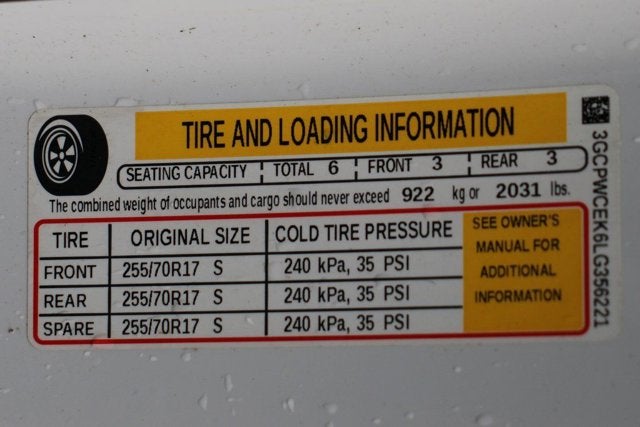 TIRE AND LOADING INFORMATION
SEATING CAPACITY TOTAL 6 FRONT 3 REAR 3
The combined weight of occupants and cargo should never exceed 922 kg or 2031 lbs.
TIRE ORIGINAL SIZE COLD TIRE PRESSURE
FRONT 255/70R17 S 240 kPa, 35 PSI
REAR 255/70R17 S 240 kPa, 35 PSI
SPARE 255/70R17 S 240 kPa, 35 PSI
SEE OWNER'S
MANUAL FOR
ADDITIONAL
INFORMATION
3GCPWCEK6LG356221